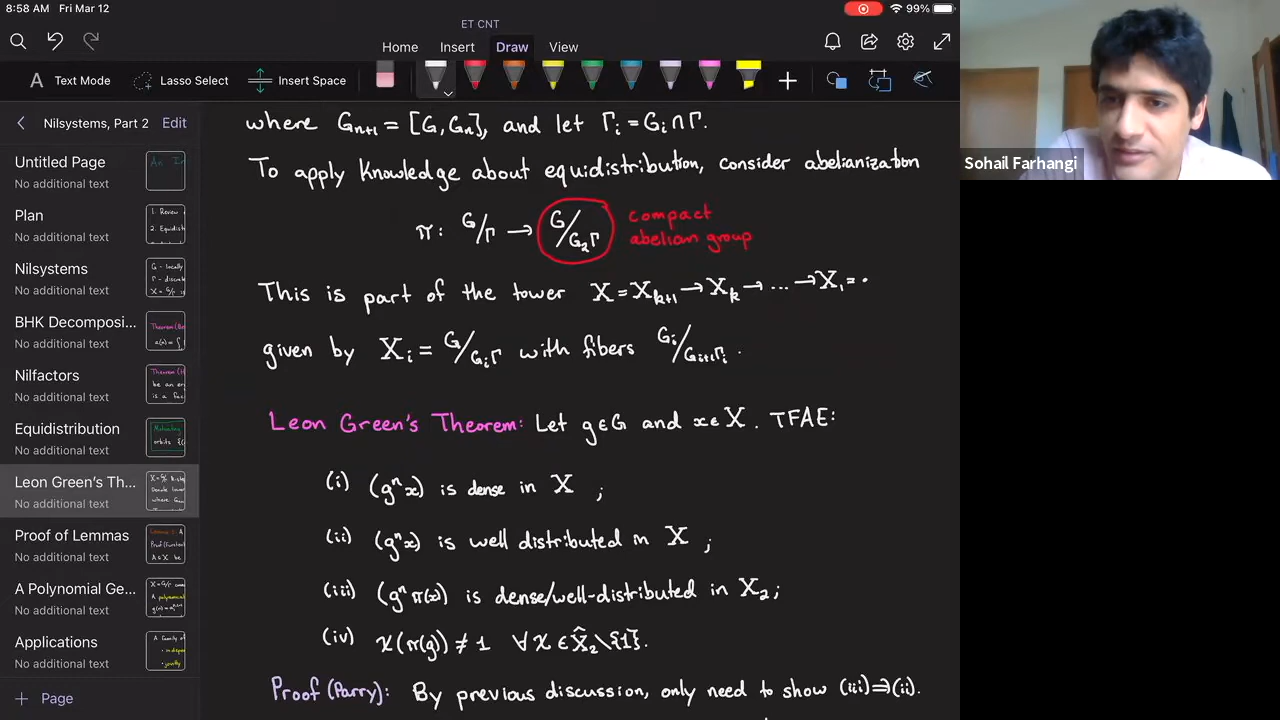 8:58 AM Fri Mar 12
99%
ET CNT
Home Insert Draw View
Text Mode
Lasso Select
Insert Space
Nilsystems, Part 2 Edit
Untitled Page
No additional text
Plan
No additional text
Nilsystems
No additional text
BHK Decomposi...
No additional text
Nilfactors
No additional text
Equidistribution
No additional text
Leon Green's Th...
No additional text
Proof of Lemmas
No additional text
A Polynomial Ge...
No additional text
Applications
No additional text
Page
where Gₙ₊₁ = [G, Gₙ], and let Γᵢ = Gᵢ ∩ Γ.
To apply knowledge about equidistribution, consider abelianization
π: G/Γ → G/G₂Γ compact abelian group
This is part of the tower X = Xₖ₊₁ → Xₖ → ... → X₁ = •
given by Xᵢ = G/GᵢΓ with fibers Gᵢ/Gᵢ₊₁Γᵢ.
Leon Green's Theorem: Let g∈G and x∈X. TFAE:
(i) (gⁿx) is dense in X ;
(ii) (gⁿx) is well distributed in X ;
(iii) (gⁿ π(x)) is dense/well-distributed in X₂;
(iv) χ(π(g)) ≠ 1 ∀ χ ∈ X̂₂\{1}.
Proof (Parry): By previous discussion, only need to show (iii)⇒(ii).
Sohail Farhangi